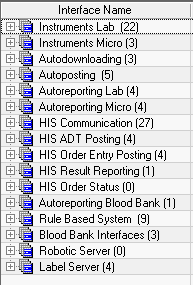 Interface Name
Instruments Lab (22)
Instruments Micro (3)
Autodownloading (3)
Autoposting (5)
Autoreporting Lab (4)
Autoreporting Micro (4)
HIS Communication (27)
HIS ADT Posting (4)
HIS Order Entry Posting (4)
HIS Result Reporting (1)
HIS Order Status (0)
Autoreporting Blood Bank (1)
Rule Based System (9)
Blood Bank Interfaces (3)
Robotic Server (0)
Label Server (4)